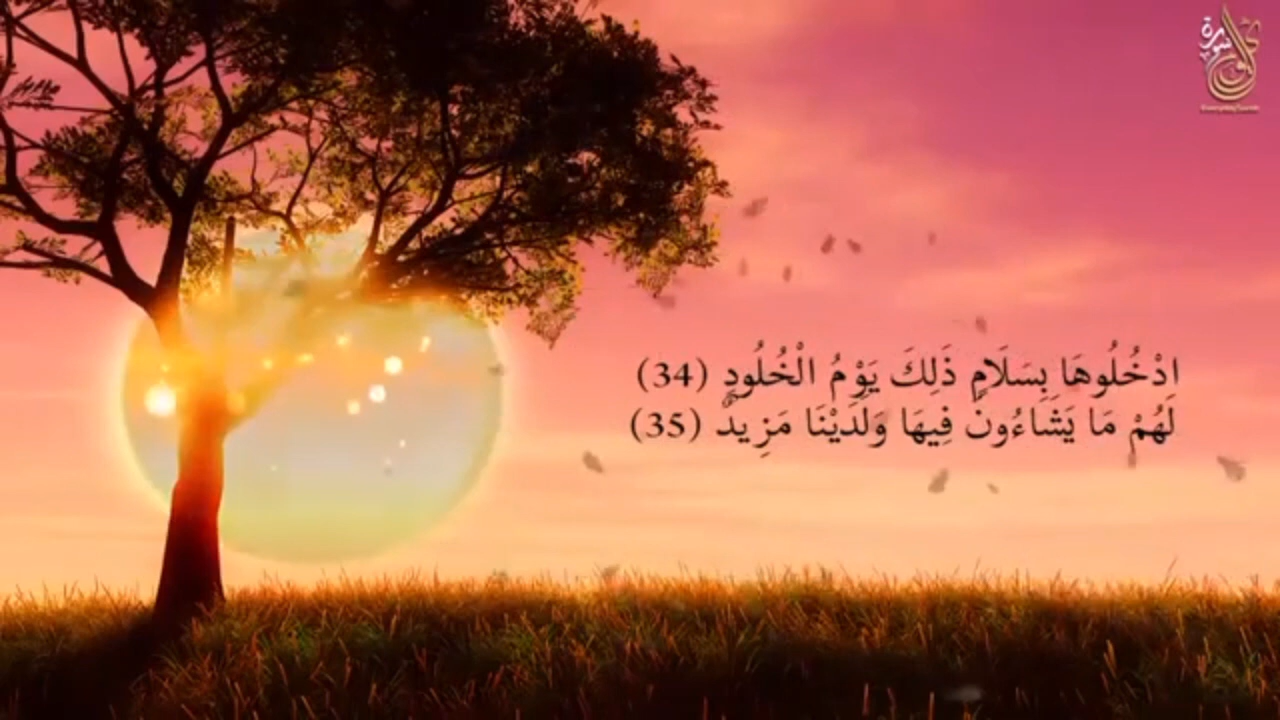 ادْخُلُوهَا بِسَلَامٍ ذَلِكَ يَوْمُ الْخُلُودِ (34)
لَهُمْ مَا يَشَاءُونَ فِيهَا وَلَدَيْنَا مَزِيدٌ (35)